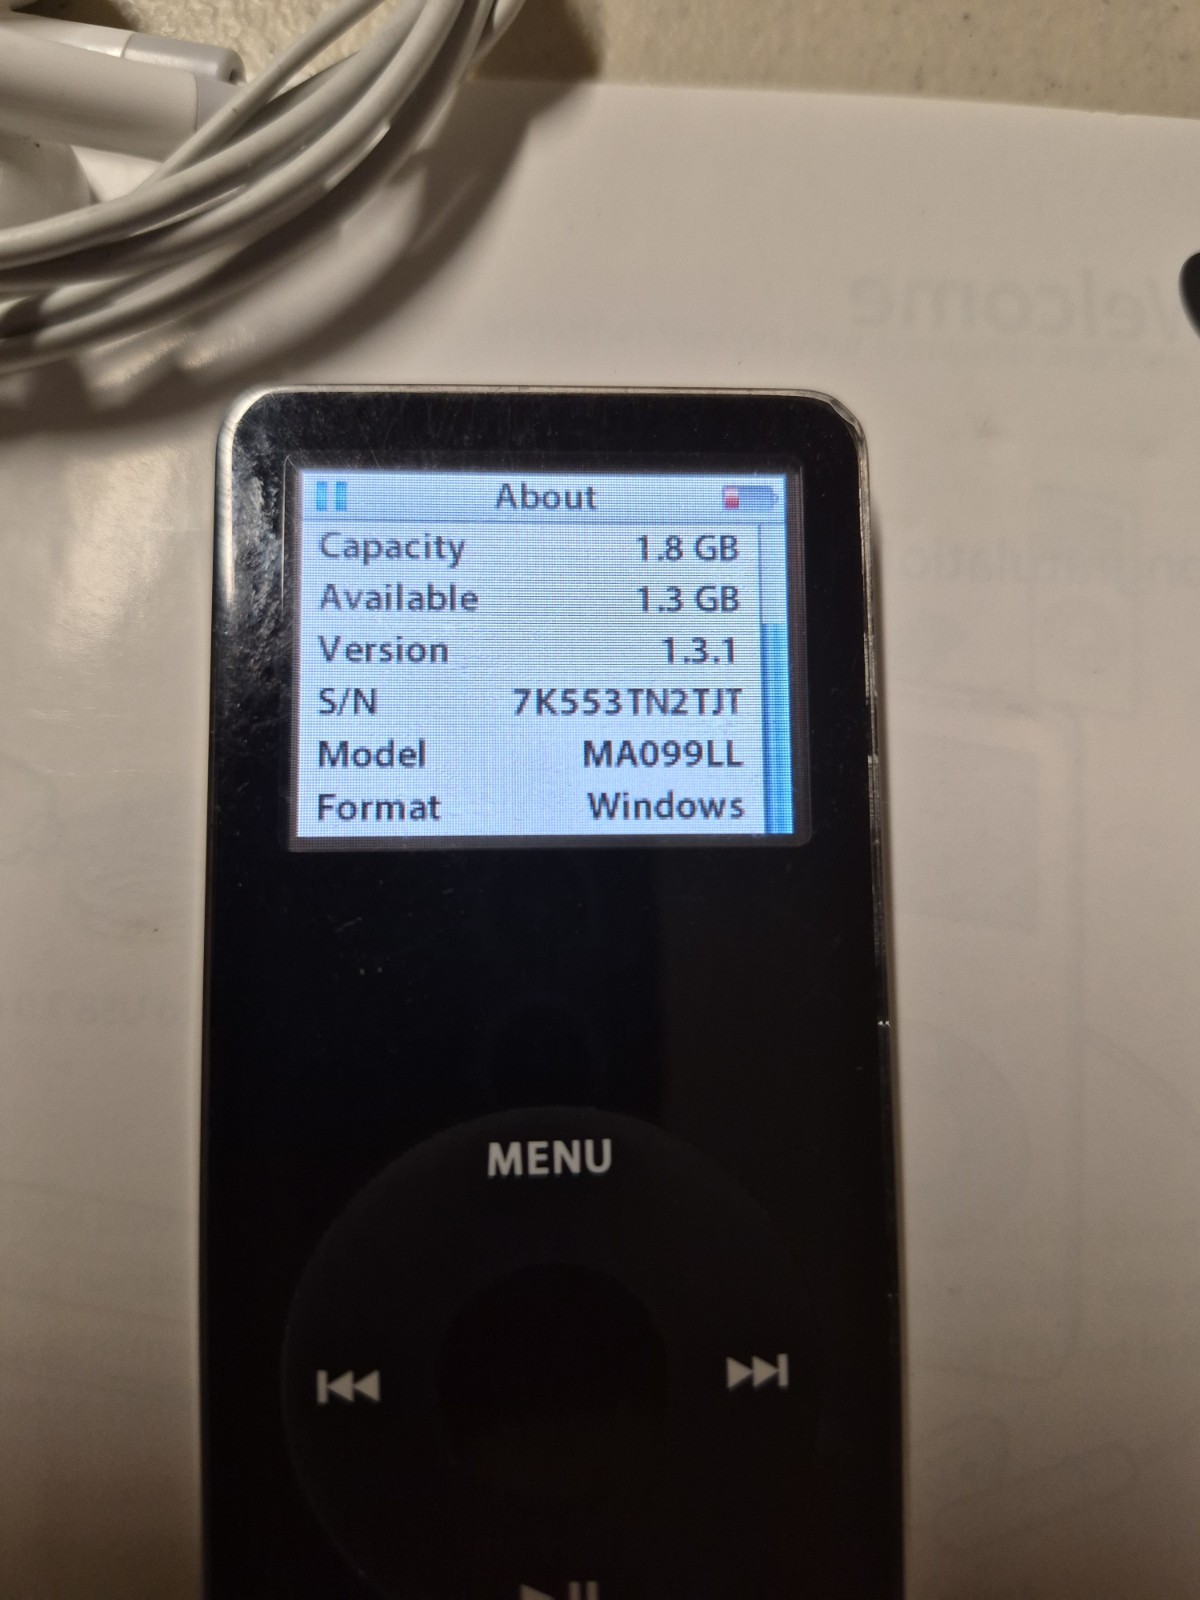 Welcome
About
Capacity 1.8 GB
Available 1.3 GB
Version 1.3.1
S/N 7K553TN2TJT
Model MA099LL
Format Windows
MENU